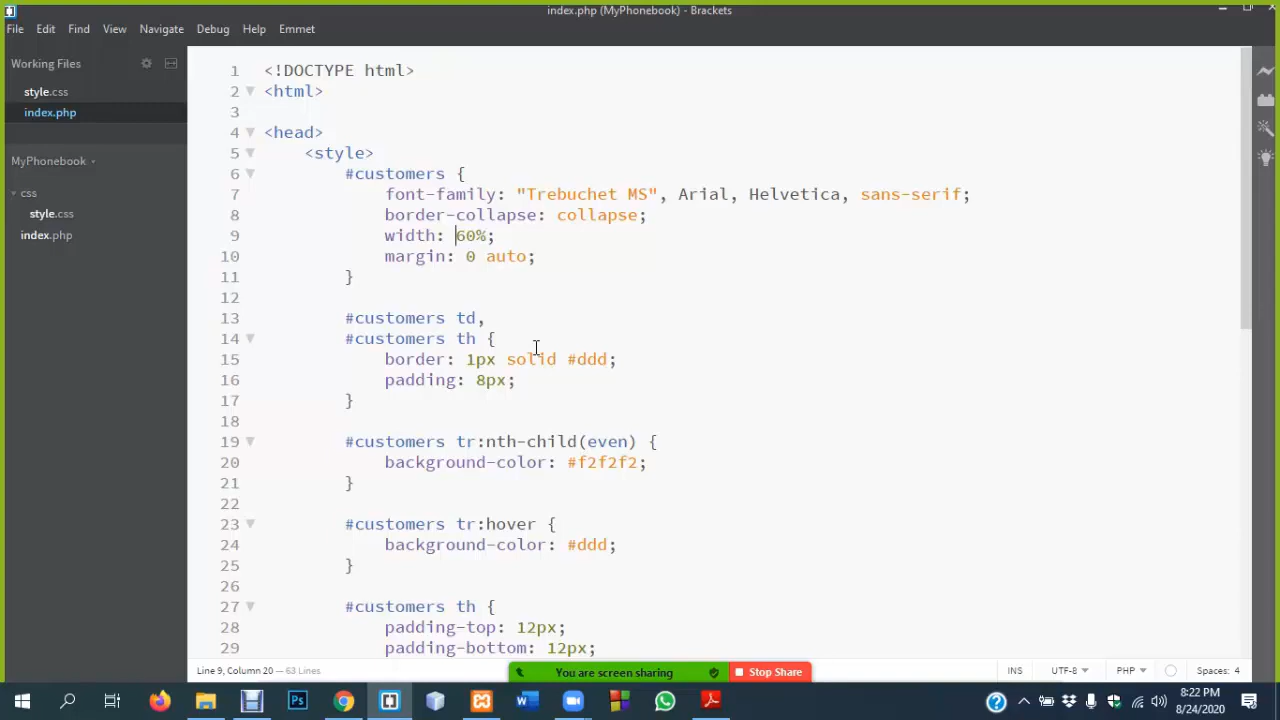 index.php (MyPhonebook) - Brackets
File Edit Find View Navigate Debug Help Emmet
Working Files
style.css
index.php
MyPhonebook
css
style.css
index.php
1 <!DOCTYPE html>
2 <html>
3
4 <head>
5 <style>
6 #customers {
7 font-family: "Trebuchet MS", Arial, Helvetica, sans-serif;
8 border-collapse: collapse;
9 width: 60%;
10 margin: 0 auto;
11 }
12
13 #customers td,
14 #customers th {
15 border: 1px solid #ddd;
16 padding: 8px;
17 }
18
19 #customers tr:nth-child(even) {
20 background-color: #f2f2f2;
21 }
22
23 #customers tr:hover {
24 background-color: #ddd;
25 }
26
27 #customers th {
28 padding-top: 12px;
29 padding-bottom: 12px;
Line 9, Column 20 — 63 Lines
You are screen sharing
Stop Share
INS UTF-8 PHP Spaces: 4
Ps
8:22 PM
8/24/2020